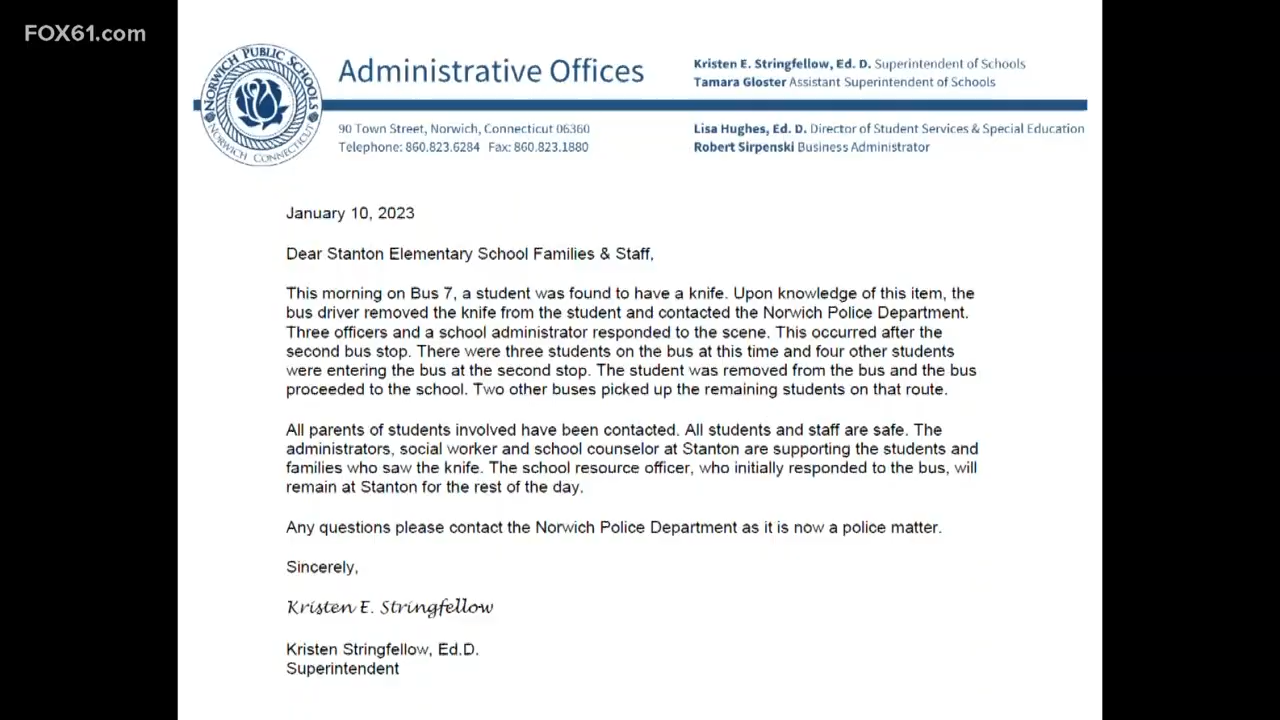 FOX61.com
NORWICH PUBLIC SCHOOLS
NORWICH CONNECTICUT
Administrative Offices
Kristen E. Stringfellow, Ed. D. Superintendent of Schools
Tamara Gloster Assistant Superintendent of Schools
90 Town Street, Norwich, Connecticut 06360
Telephone: 860.823.6284 Fax: 860.823.1880
Lisa Hughes, Ed. D. Director of Student Services & Special Education
Robert Sirpenski Business Administrator
January 10, 2023
Dear Stanton Elementary School Families & Staff,
This morning on Bus 7, a student was found to have a knife. Upon knowledge of this item, the
bus driver removed the knife from the student and contacted the Norwich Police Department.
Three officers and a school administrator responded to the scene. This occurred after the
second bus stop. There were three students on the bus at this time and four other students
were entering the bus at the second stop. The student was removed from the bus and the bus
proceeded to the school. Two other buses picked up the remaining students on that route.
All parents of students involved have been contacted. All students and staff are safe. The
administrators, social worker and school counselor at Stanton are supporting the students and
families who saw the knife. The school resource officer, who initially responded to the bus, will
remain at Stanton for the rest of the day.
Any questions please contact the Norwich Police Department as it is now a police matter.
Sincerely,
Kristen E. Stringfellow
Kristen Stringfellow, Ed.D.
Superintendent